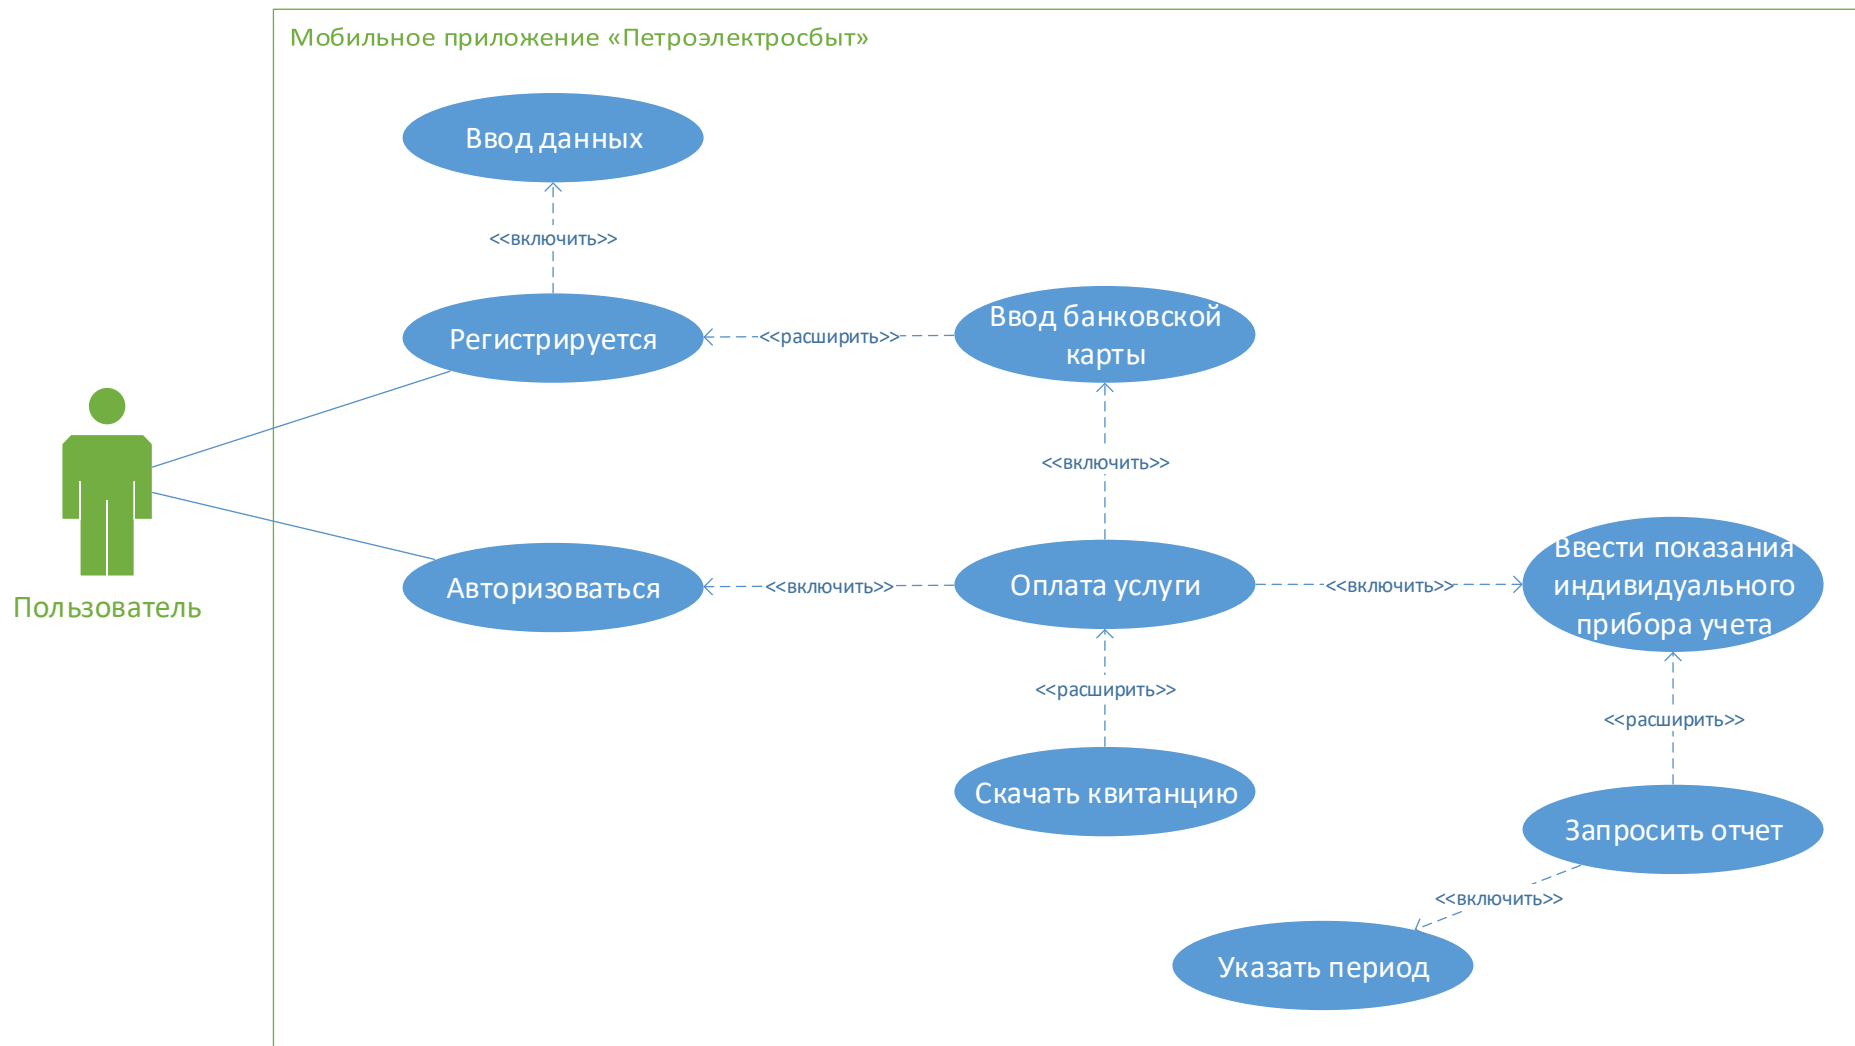 Мобильное приложение «Петроэлектросбыт»
Ввод данных
<<включить>>
Регистрируется
<<расширить>>
Ввод банковской
карты
<<включить>>
Пользователь
Авторизоваться
<<включить>>
Оплата услуги
<<включить>>
Ввести показания
индивидуального
прибора учета
<<расширить>>
<<расширить>>
Скачать квитанцию
Запросить отчет
<<включить>>
Указать период